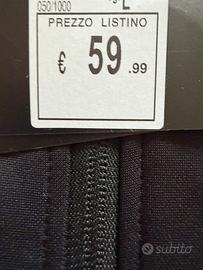 050/1000
L
PREZZO LISTINO
€ 59.99
subito